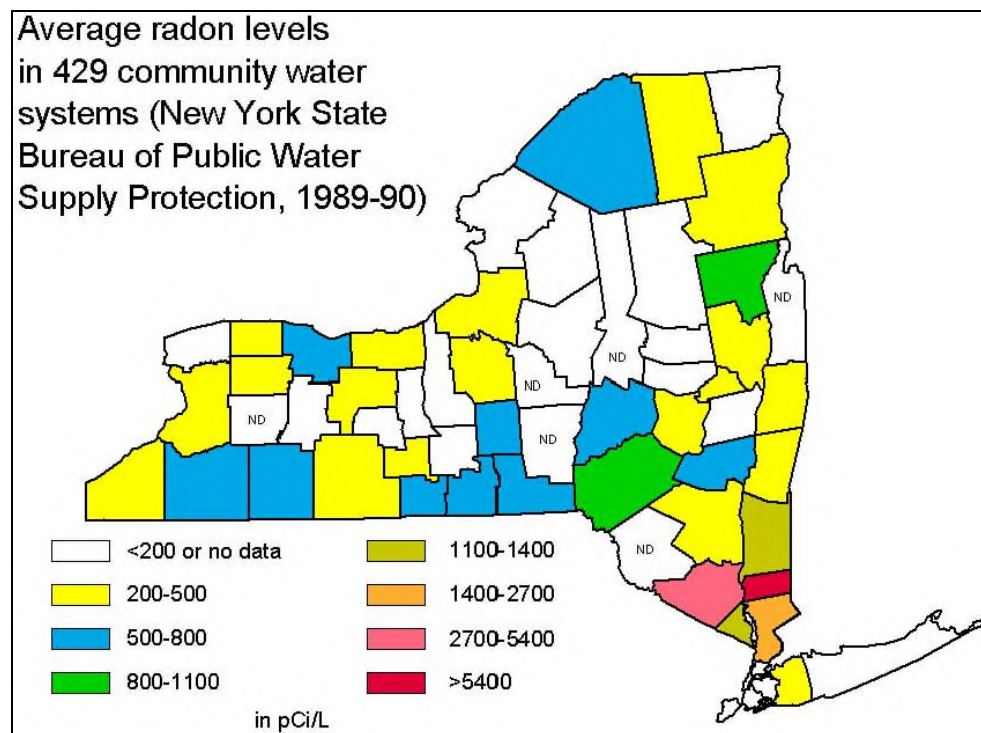 Average radon levels
in 429 community water
systems (New York State
Bureau of Public Water
Supply Protection, 1989-90)
ND
ND
ND
ND
ND
ND
<200 or no data
200-500
500-800
800-1100
1100-1400
1400-2700
2700-5400
>5400
in pCi/L